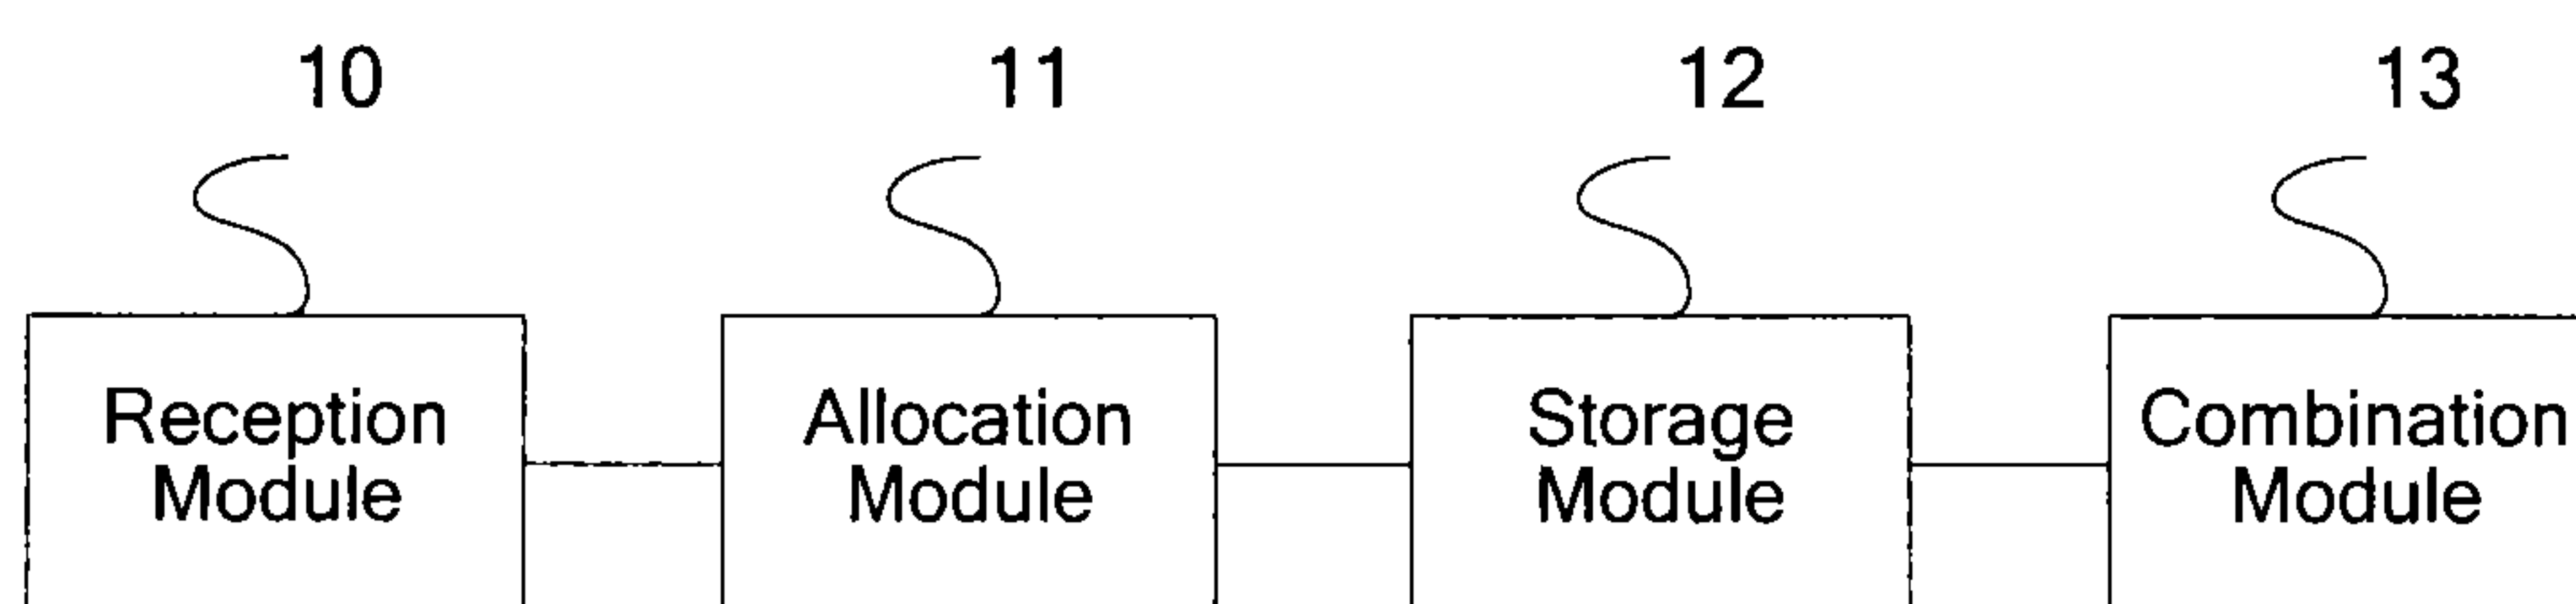 10
11
12
13
Reception
Module
Allocation
Module
Storage
Module
Combination
Module